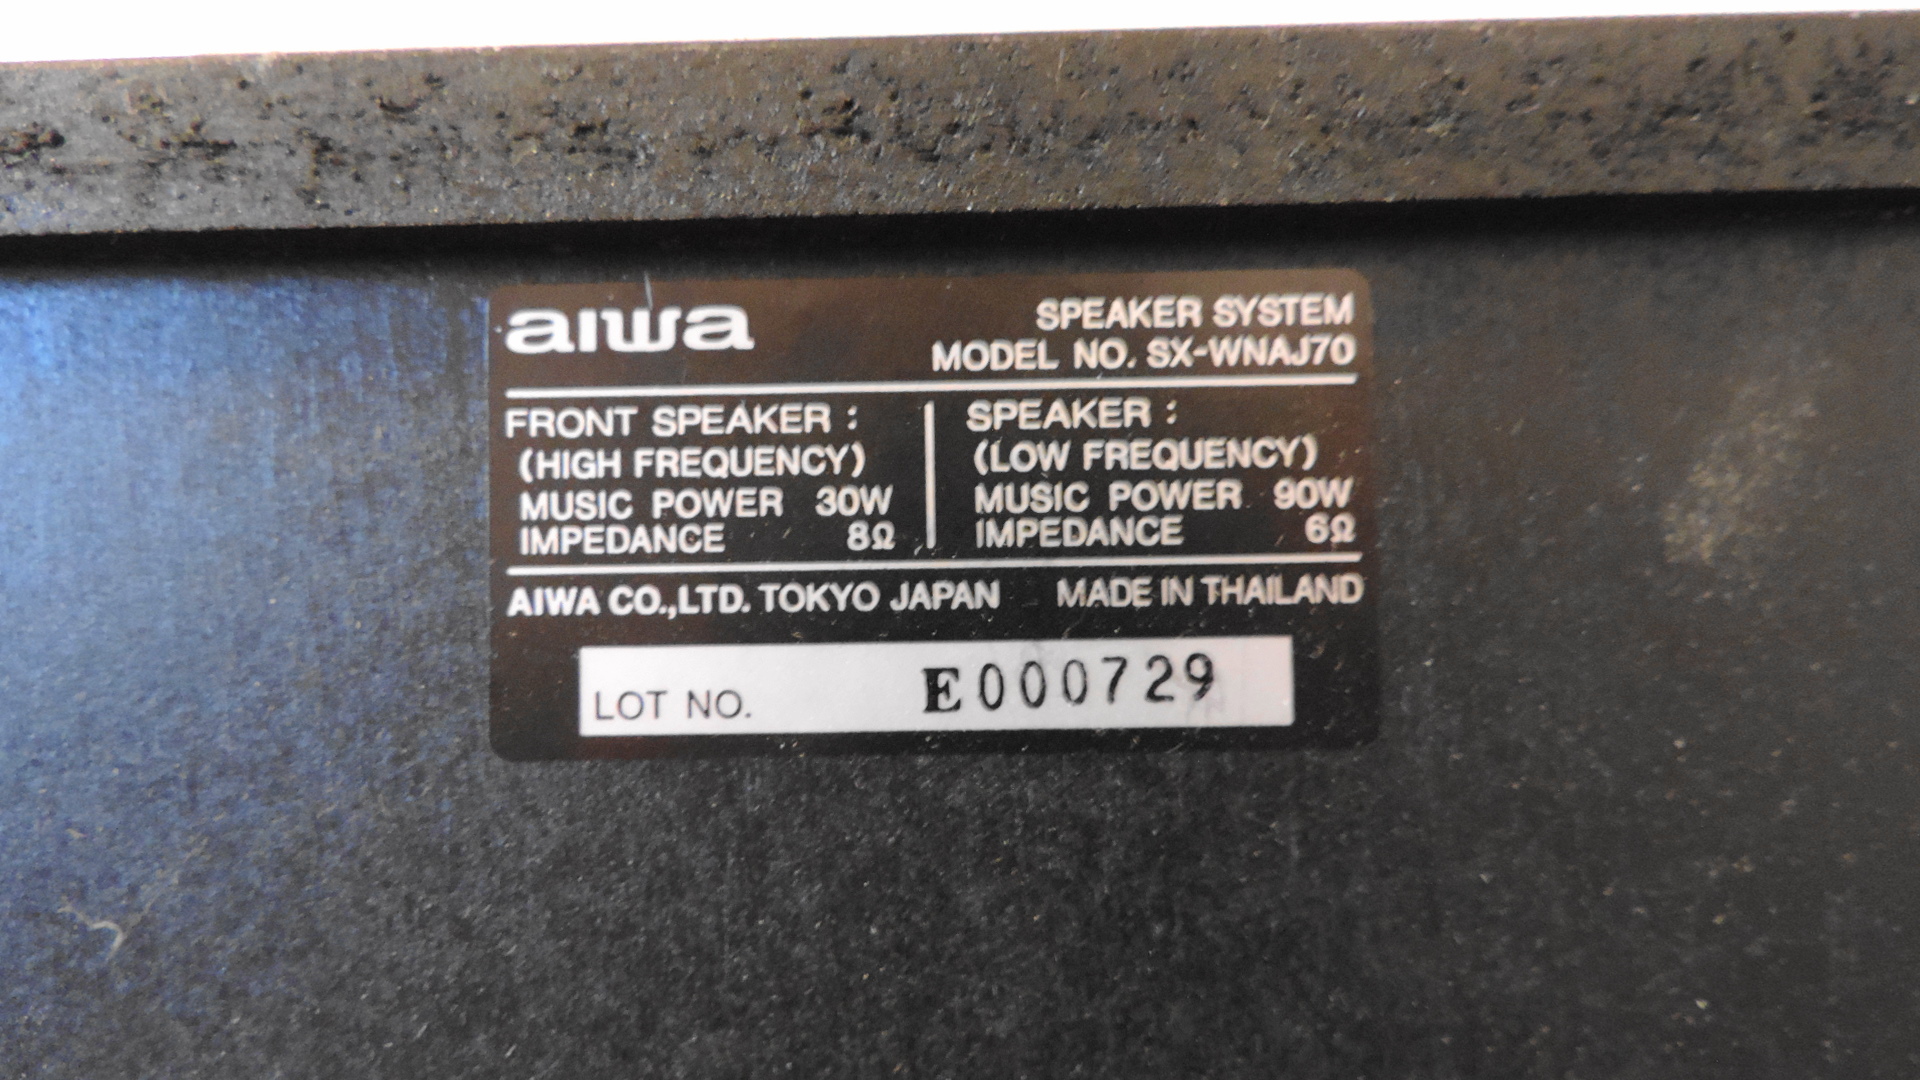 aiwa
SPEAKER SYSTEM
MODEL NO. SX-WNAJ70
FRONT SPEAKER :
(HIGH FREQUENCY)
MUSIC POWER 30W
IMPEDANCE 8Ω
SPEAKER :
(LOW FREQUENCY)
MUSIC POWER 90W
IMPEDANCE 6Ω
AIWA CO.,LTD. TOKYO JAPAN MADE IN THAILAND
LOT NO. E000729